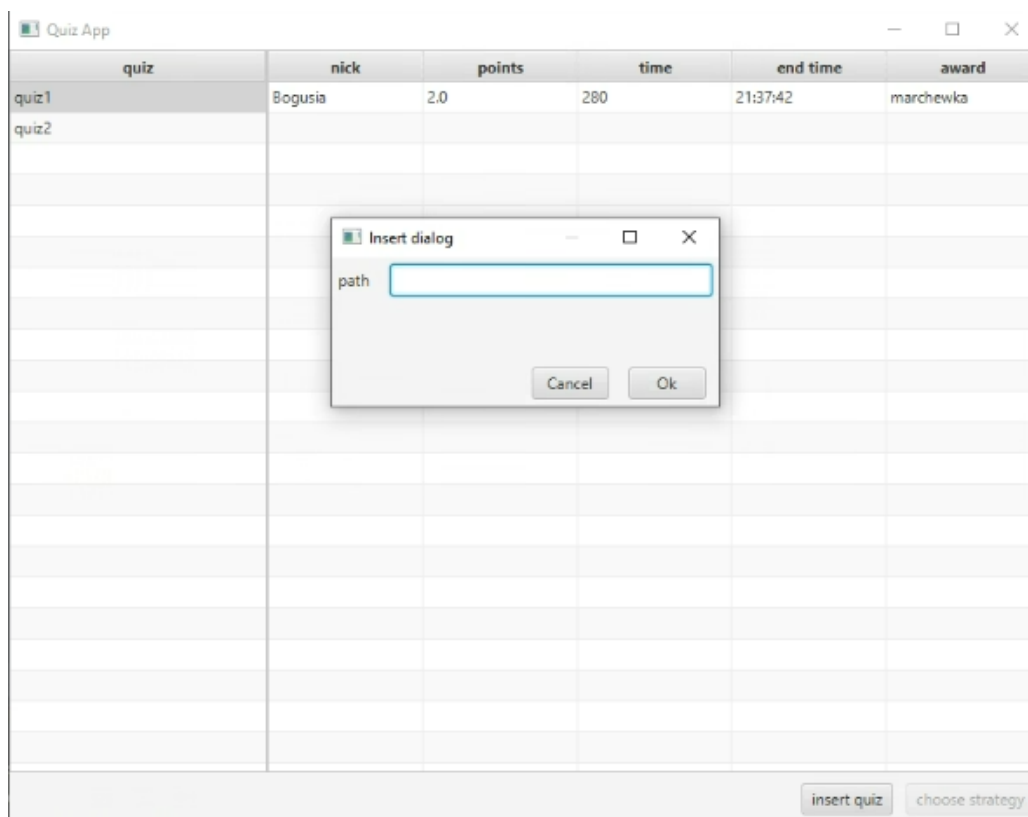 Quiz App
quiz nick points time end time award
quiz1 Bogusia 2.0 280 21:37:42 marchewka
quiz2
Insert dialog
path
Cancel Ok
insert quiz choose strategy